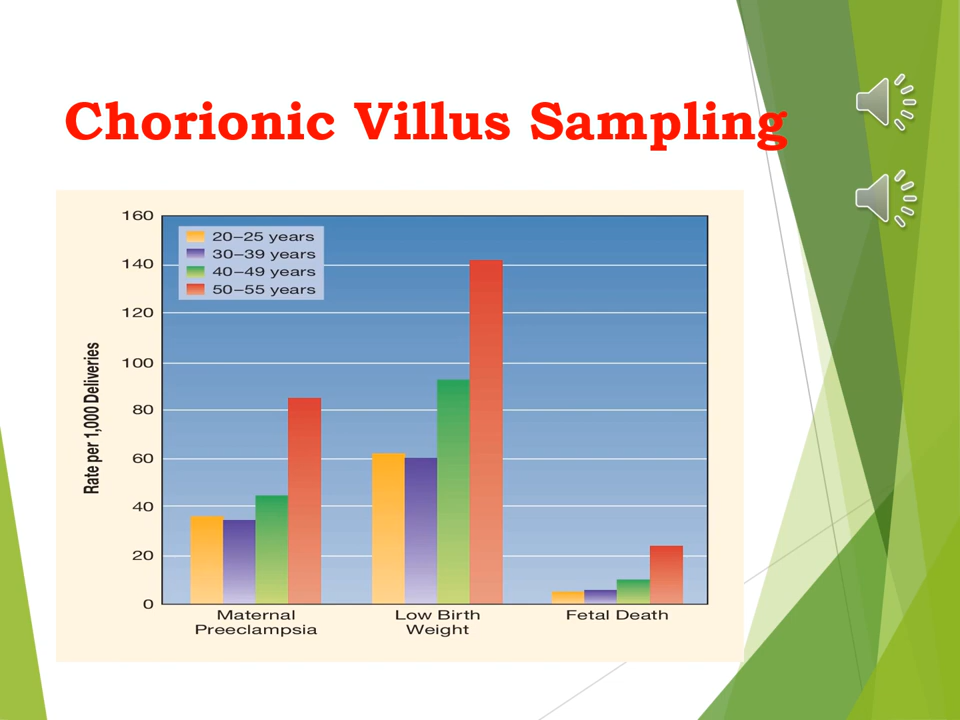 Chorionic Villus Sampling
160
140
120
100
80
60
40
20
0
Rate per 1,000 Deliveries
20–25 years
30–39 years
40–49 years
50–55 years
Maternal
Preeclampsia
Low Birth
Weight
Fetal Death